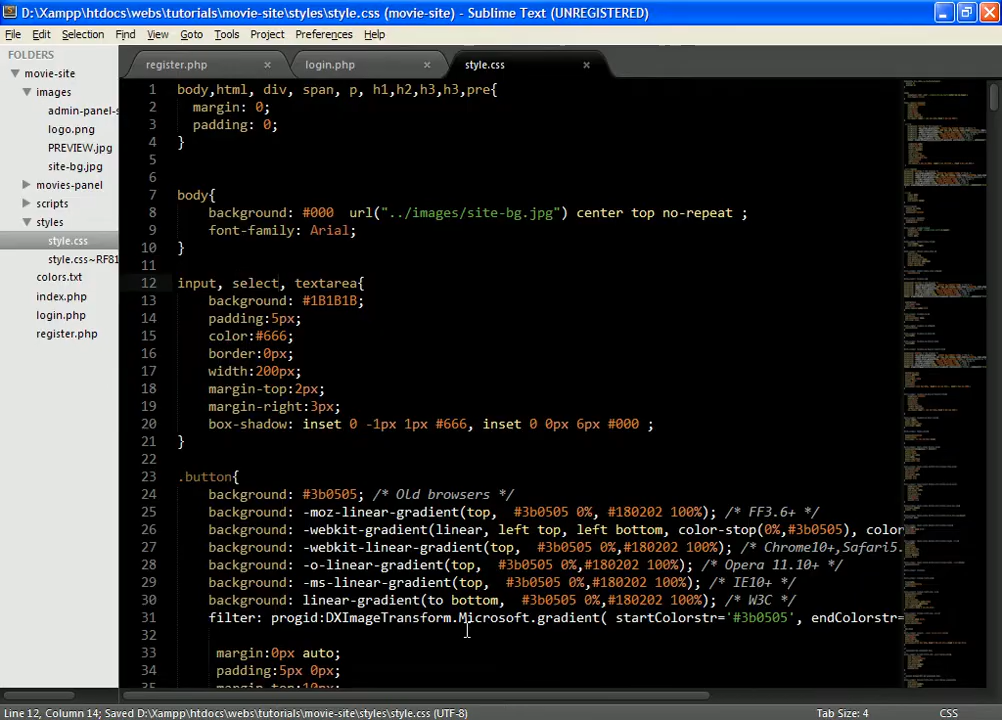 D:\Xampp\htdocs\webs\tutorials\movie-site\styles\style.css (movie-site) - Sublime Text (UNREGISTERED)
File Edit Selection Find View Goto Tools Project Preferences Help
FOLDERS
movie-site
images
admin-panel-s
logo.png
PREVIEW.jpg
site-bg.jpg
movies-panel
scripts
styles
style.css
style.css~RF81
colors.txt
index.php
login.php
register.php
register.php × login.php × style.css ×
1 body,html, div, span, p, h1,h2,h3,h3,pre{
2 margin: 0;
3 padding: 0;
4 }
5
6
7 body{
8 background: #000 url("../images/site-bg.jpg") center top no-repeat ;
9 font-family: Arial;
10 }
11
12 input, select, textarea{
13 background: #1B1B1B;
14 padding:5px;
15 color:#666;
16 border:0px;
17 width:200px;
18 margin-top:2px;
19 margin-right:3px;
20 box-shadow: inset 0 -1px 1px #666, inset 0 0px 6px #000 ;
21 }
22
23 .button{
24 background: #3b0505; /* Old browsers */
25 background: -moz-linear-gradient(top, #3b0505 0%, #180202 100%); /* FF3.6+ */
26 background: -webkit-gradient(linear, left top, left bottom, color-stop(0%,#3b0505), color
27 background: -webkit-linear-gradient(top, #3b0505 0%,#180202 100%); /* Chrome10+,Safari5.
28 background: -o-linear-gradient(top, #3b0505 0%,#180202 100%); /* Opera 11.10+ */
29 background: -ms-linear-gradient(top, #3b0505 0%,#180202 100%); /* IE10+ */
30 background: linear-gradient(to bottom, #3b0505 0%,#180202 100%); /* W3C */
31 filter: progid:DXImageTransform.Microsoft.gradient( startColorstr='#3b0505', endColorstr=
32
33 margin:0px auto;
34 padding:5px 0px;
35 margin-top:10px;
Line 12, Column 14; Saved D:\Xampp\htdocs\webs\tutorials\movie-site\styles\style.css (UTF-8) Tab Size: 4 CSS